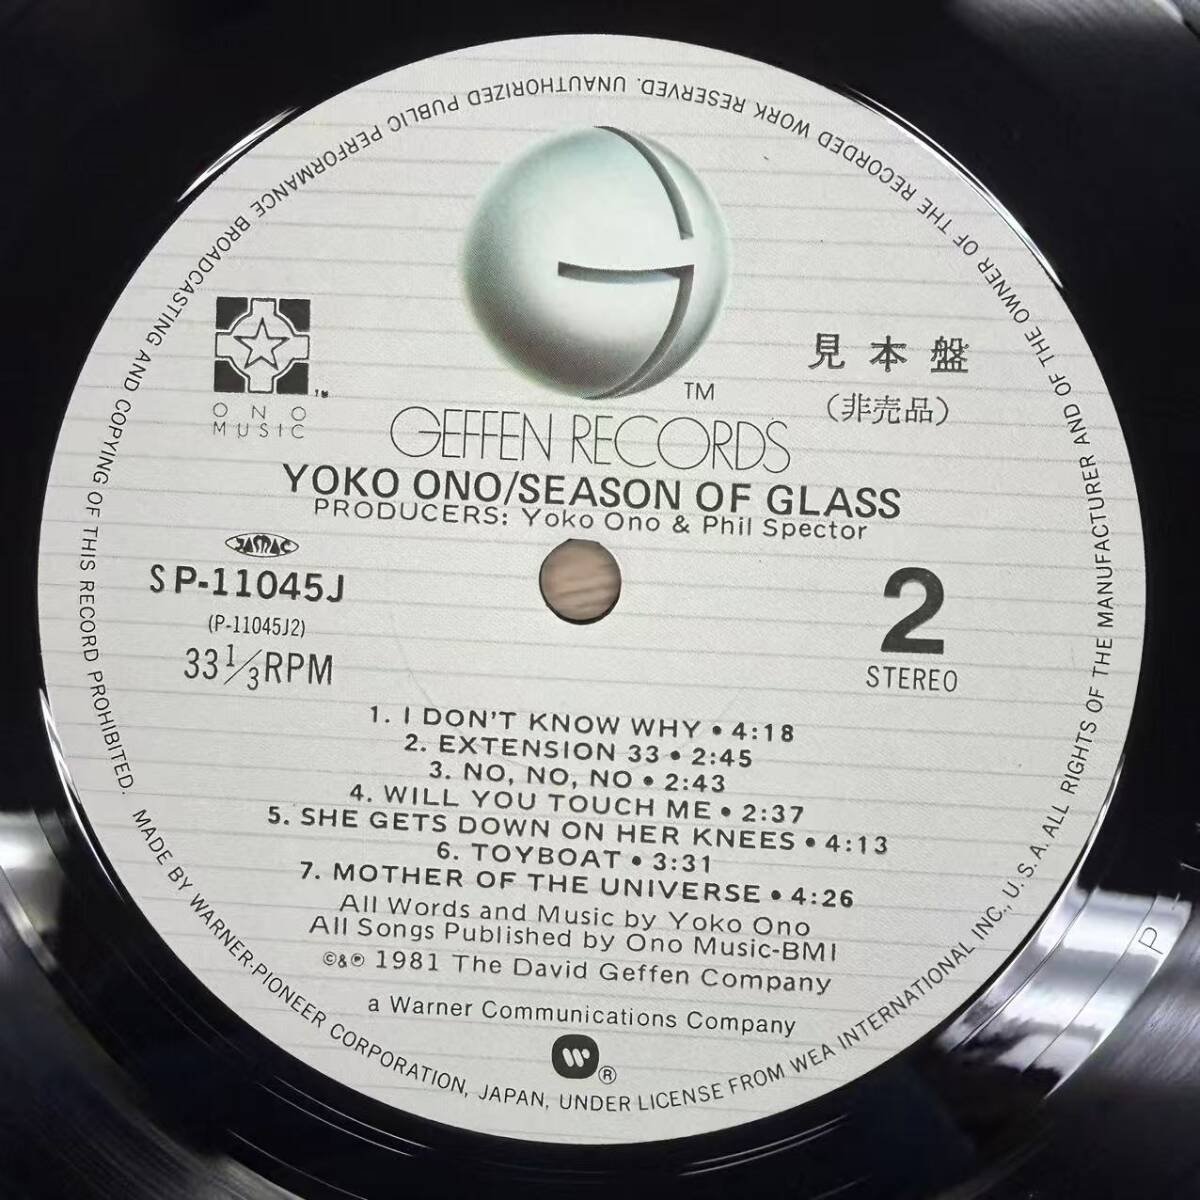 TM
GEFFEN RECORDS
TM
ONO
MUSIC
見本盤
(非売品)
YOKO ONO/SEASON OF GLASS
PRODUCERS: Yoko Ono & Phil Spector
JASRAC
SP-11045J
(P-11045J2)
33 1/3 RPM
2
STEREO
1. I DON'T KNOW WHY • 4:18
2. EXTENSION 33 • 2:45
3. NO, NO, NO • 2:43
4. WILL YOU TOUCH ME • 2:37
5. SHE GETS DOWN ON HER KNEES • 4:13
6. TOYBOAT • 3:31
7. MOTHER OF THE UNIVERSE • 4:26
All Words and Music by Yoko Ono
All Songs Published by Ono Music-BMI
©&℗ 1981 The David Geffen Company
a Warner Communications Company
W®
MADE BY WARNER-PIONEER CORPORATION, JAPAN, UNDER LICENSE FROM WEA INTERNATIONAL INC., U.S.A. ALL RIGHTS OF THE MANUFACTURER AND OF THE OWNER OF THE RECORDED WORK RESERVED. UNAUTHORIZED PUBLIC PERFORMANCE BROADCASTING AND COPYING OF THIS RECORD PROHIBITED.